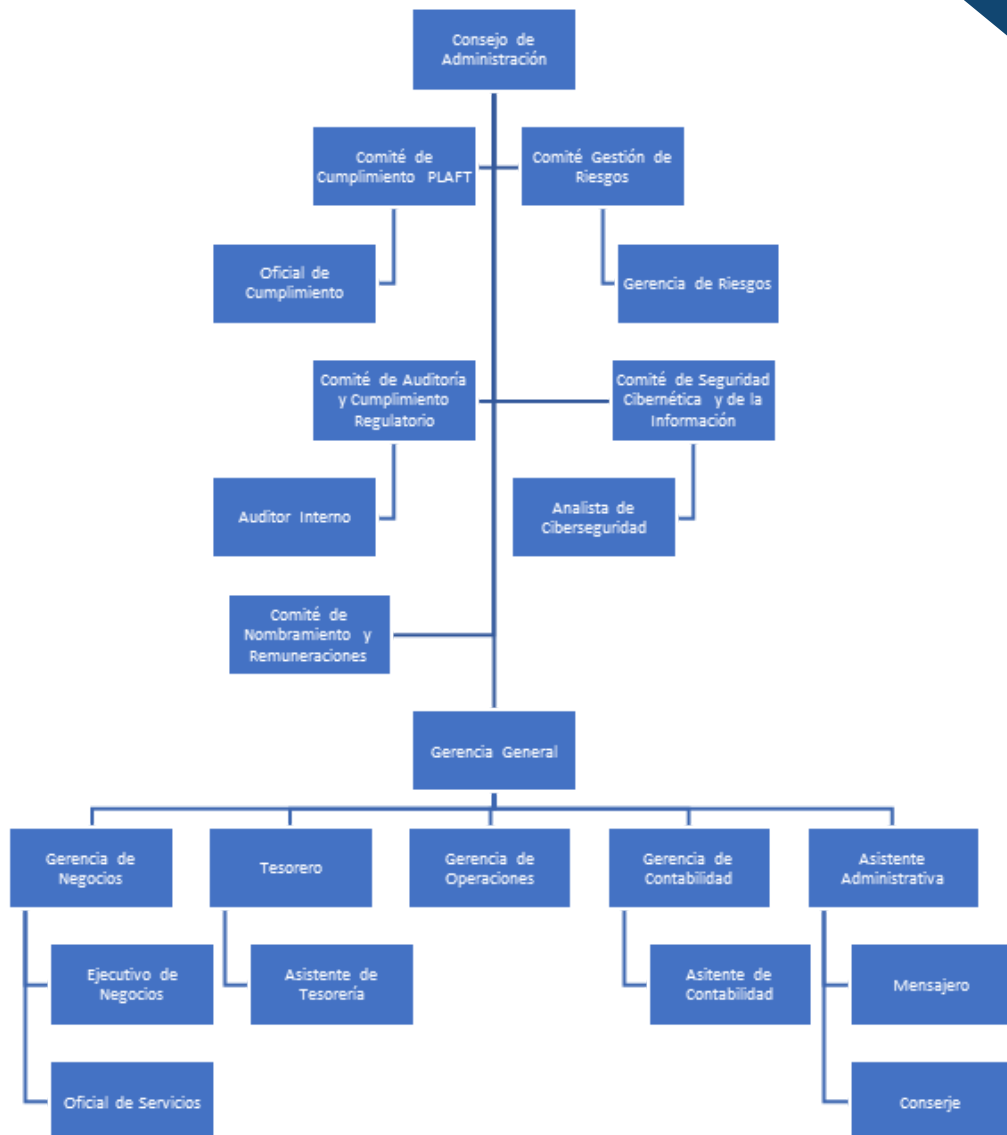 Consejo de
Administración
Comité de
Cumplimiento PLAFT
Comité Gestión de
Riesgos
Oficial de
Cumplimiento
Gerencia de Riesgos
Comité de Auditoría
y Cumplimiento
Regulatorio
Comité de Seguridad
Cibernética y de la
Información
Auditor Interno
Analista de
Ciberseguridad
Comité de
Nombramiento y
Remuneraciones
Gerencia General
Gerencia de
Negocios
Tesorero
Gerencia de
Operaciones
Gerencia de
Contabilidad
Asistente
Administrativa
Ejecutivo de
Negocios
Asistente de
Tesorería
Asitente de
Contabilidad
Mensajero
Oficial de Servicios
Conserje